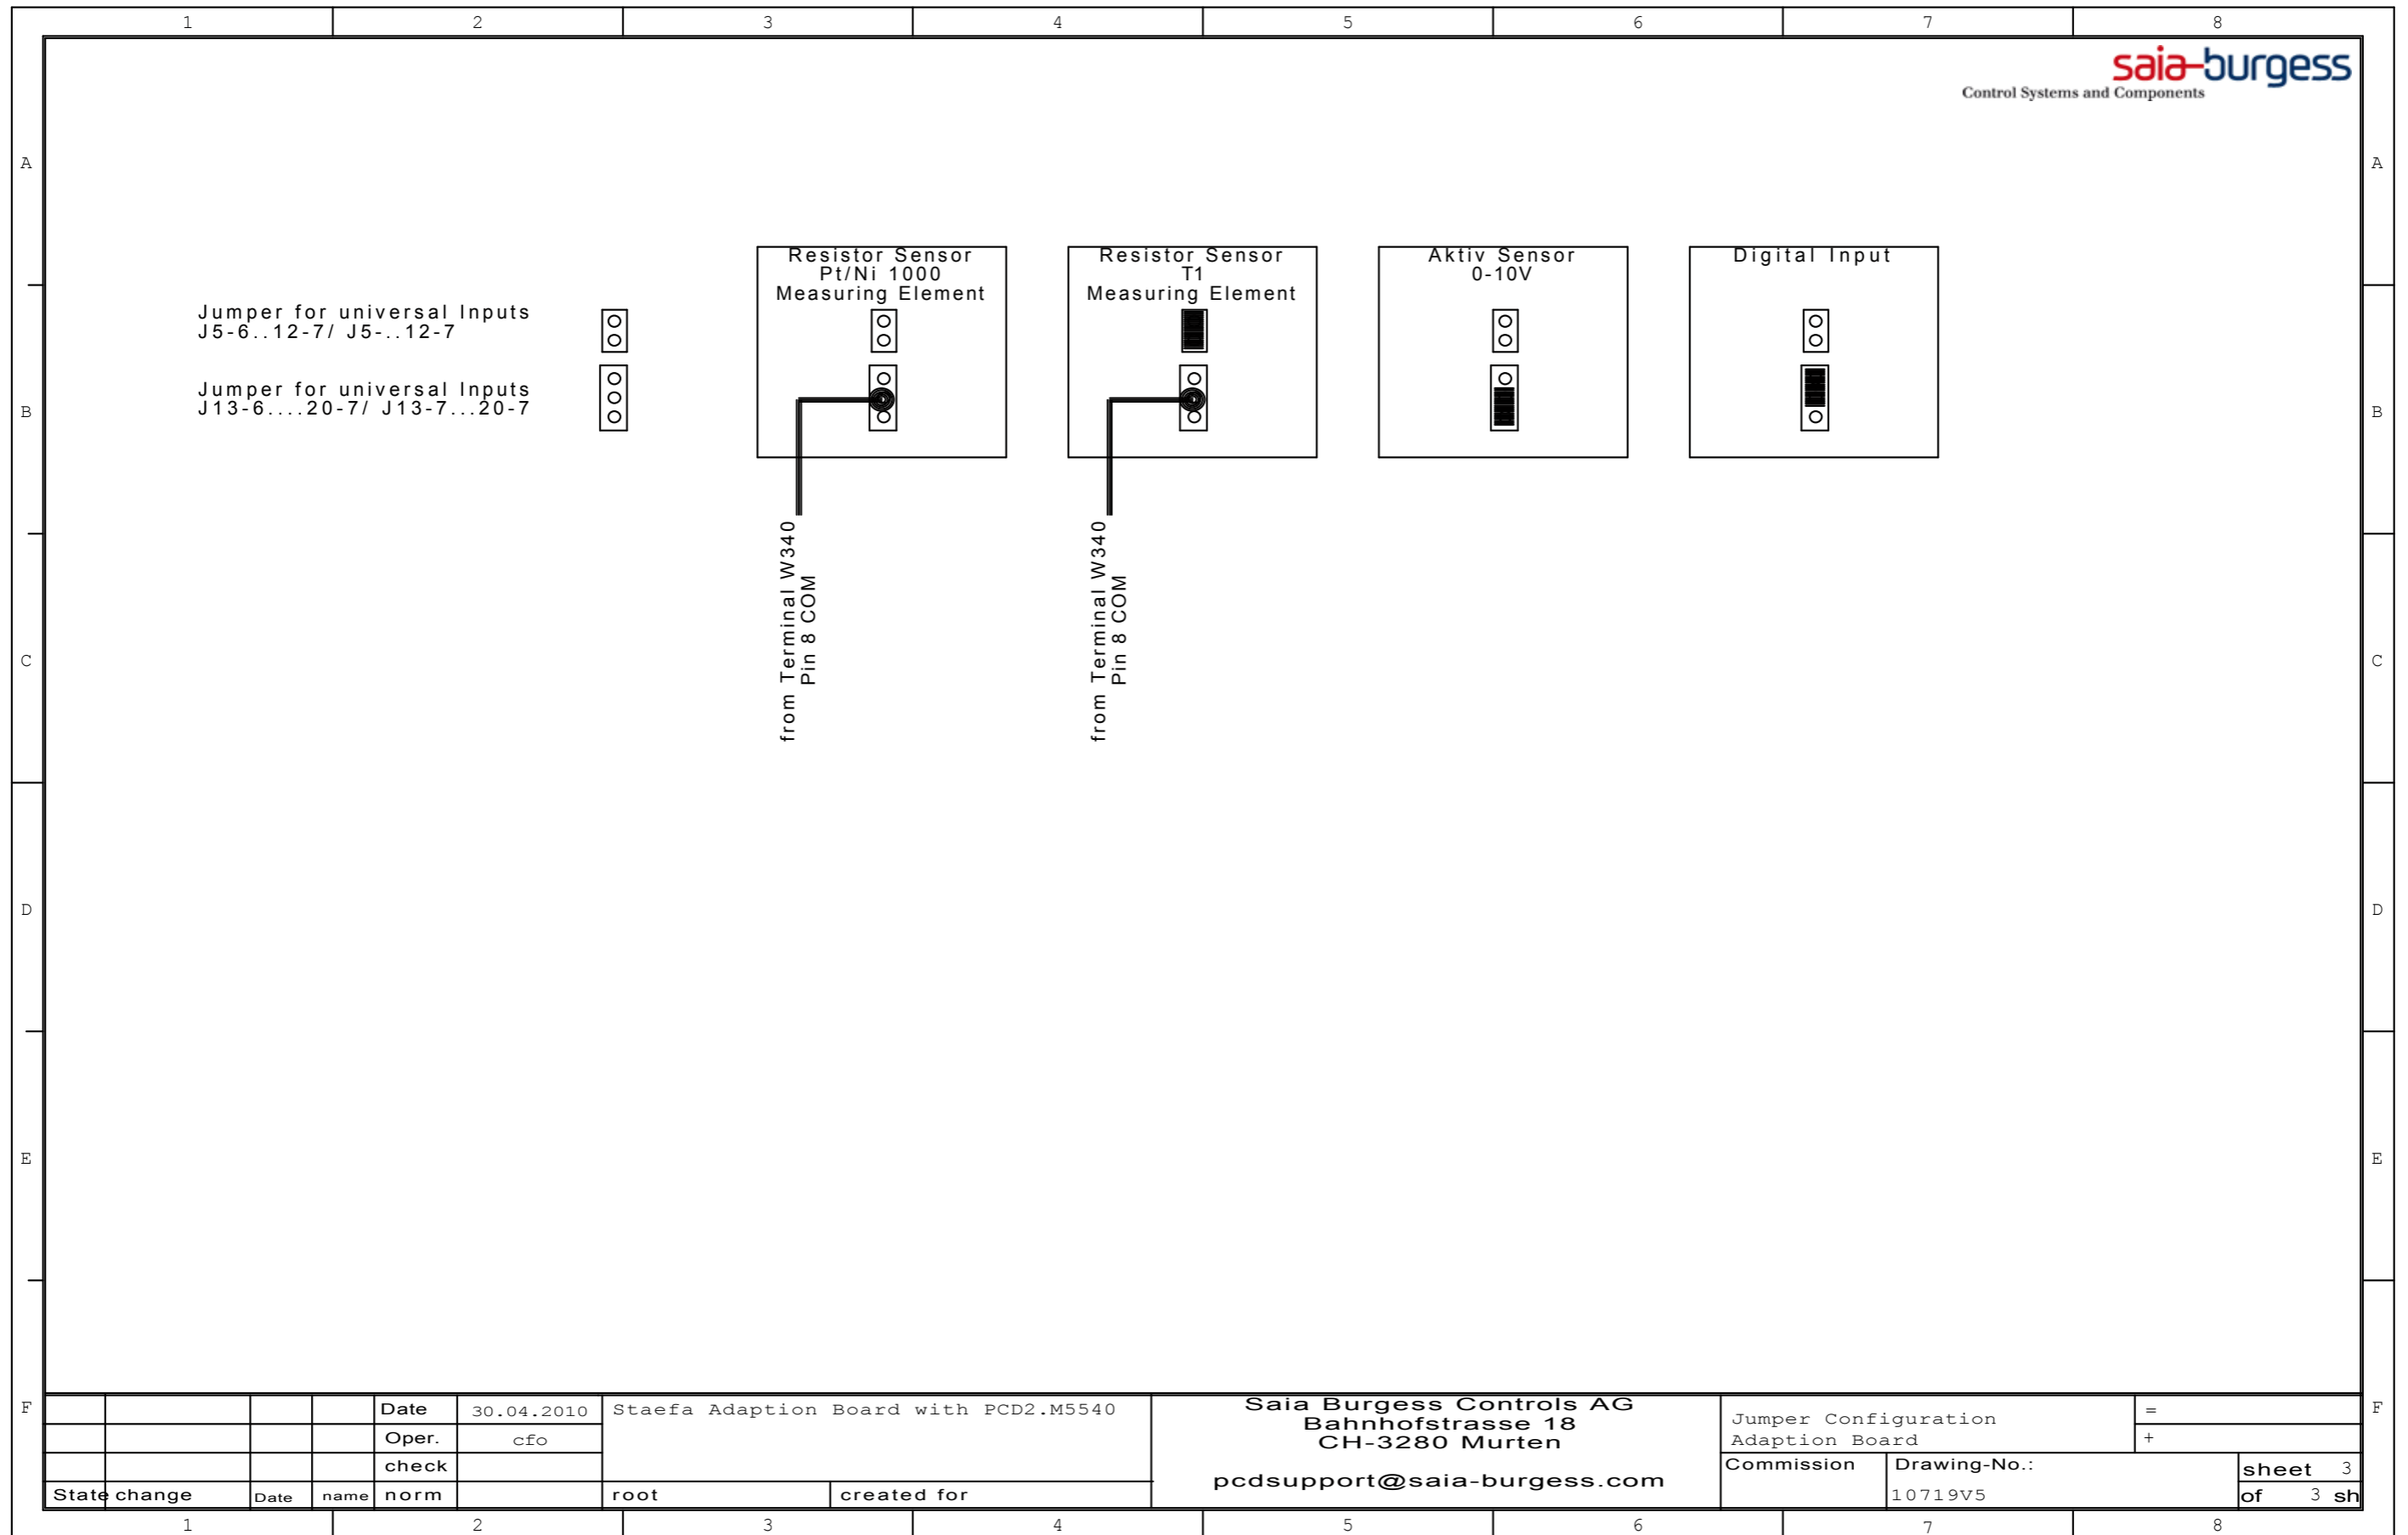 1 2 3 4 5 6 7 8
saia-burgess
Control Systems and Components
A A
Resistor Sensor
Pt/Ni 1000
Measuring Element
Resistor Sensor
T1
Measuring Element
Aktiv Sensor
0-10V
Digital Input
Jumper for universal Inputs
J5-6..12-7/ J5-..12-7
Jumper for universal Inputs
J13-6....20-7/ J13-7...20-7
B B
from Terminal W340
Pin 8 COM
from Terminal W340
Pin 8 COM
C C
D D
E E
F F
Date 30.04.2010
Oper. cfo
check
State change Date name norm
Staefa Adaption Board with PCD2.M5540
root created for
Saia Burgess Controls AG
Bahnhofstrasse 18
CH-3280 Murten
pcdsupport@saia-burgess.com
Jumper Configuration
Adaption Board
=
+
Commission Drawing-No.:
10719V5
sheet 3
of 3 sh
1 2 3 4 5 6 7 8